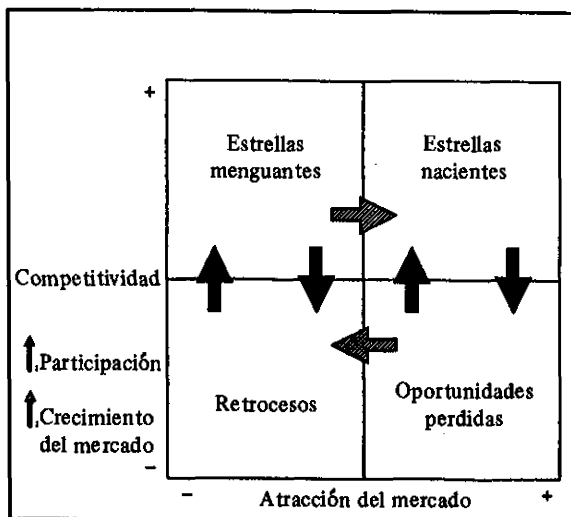 +
Estrellas
menguantes
Estrellas
nacientes
Competitividad
Participación
Crecimiento
del mercado
Retrocesos
Oportunidades
perdidas
–
–
Atracción del mercado
+